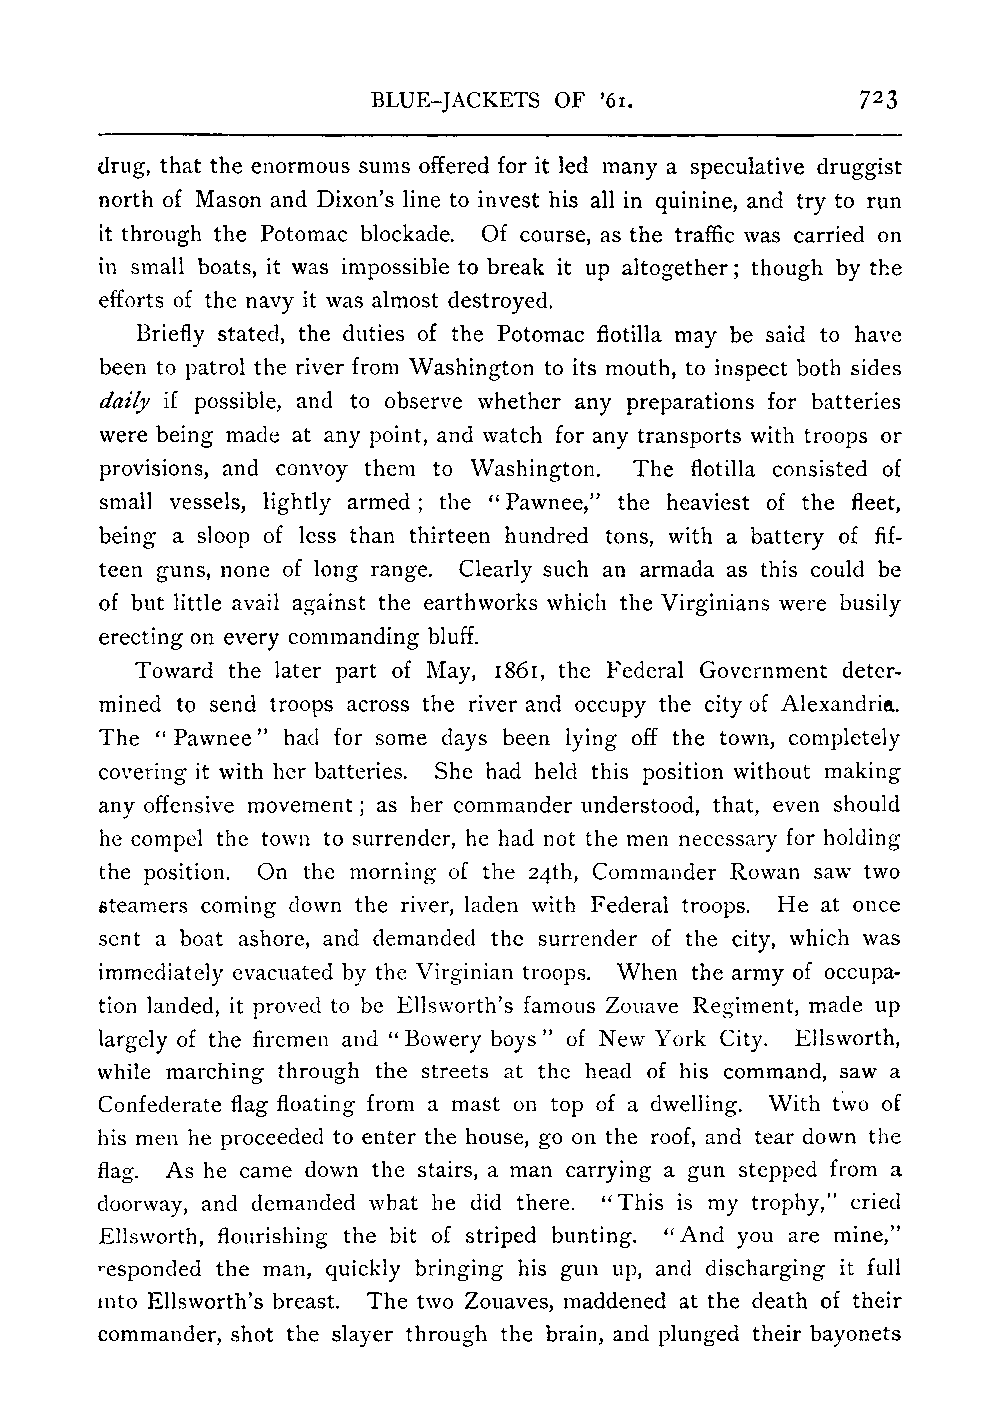 BLUE-JACKETS OF '61. 723
drug, that the enormous sums offered for it led many a speculative druggist
north of Mason and Dixon's line to invest his all in quinine, and try to run
it through the Potomac blockade. Of course, as the traffic was carried on
in small boats, it was impossible to break it up altogether; though by the
efforts of the navy it was almost destroyed.
Briefly stated, the duties of the Potomac flotilla may be said to have
been to patrol the river from Washington to its mouth, to inspect both sides
daily if possible, and to observe whether any preparations for batteries
were being made at any point, and watch for any transports with troops or
provisions, and convoy them to Washington. The flotilla consisted of
small vessels, lightly armed; the "Pawnee," the heaviest of the fleet,
being a sloop of less than thirteen hundred tons, with a battery of fif-
teen guns, none of long range. Clearly such an armada as this could be
of but little avail against the earthworks which the Virginians were busily
erecting on every commanding bluff.
Toward the later part of May, 1861, the Federal Government deter-
mined to send troops across the river and occupy the city of Alexandria.
The "Pawnee" had for some days been lying off the town, completely
covering it with her batteries. She had held this position without making
any offensive movement; as her commander understood, that, even should
he compel the town to surrender, he had not the men necessary for holding
the position. On the morning of the 24th, Commander Rowan saw two
steamers coming down the river, laden with Federal troops. He at once
sent a boat ashore, and demanded the surrender of the city, which was
immediately evacuated by the Virginian troops. When the army of occupa-
tion landed, it proved to be Ellsworth's famous Zouave Regiment, made up
largely of the firemen and "Bowery boys" of New York City. Ellsworth,
while marching through the streets at the head of his command, saw a
Confederate flag floating from a mast on top of a dwelling. With two of
his men he proceeded to enter the house, go on the roof, and tear down the
flag. As he came down the stairs, a man carrying a gun stepped from a
doorway, and demanded what he did there. "This is my trophy," cried
Ellsworth, flourishing the bit of striped bunting. "And you are mine,"
responded the man, quickly bringing his gun up, and discharging it full
into Ellsworth's breast. The two Zouaves, maddened at the death of their
commander, shot the slayer through the brain, and plunged their bayonets